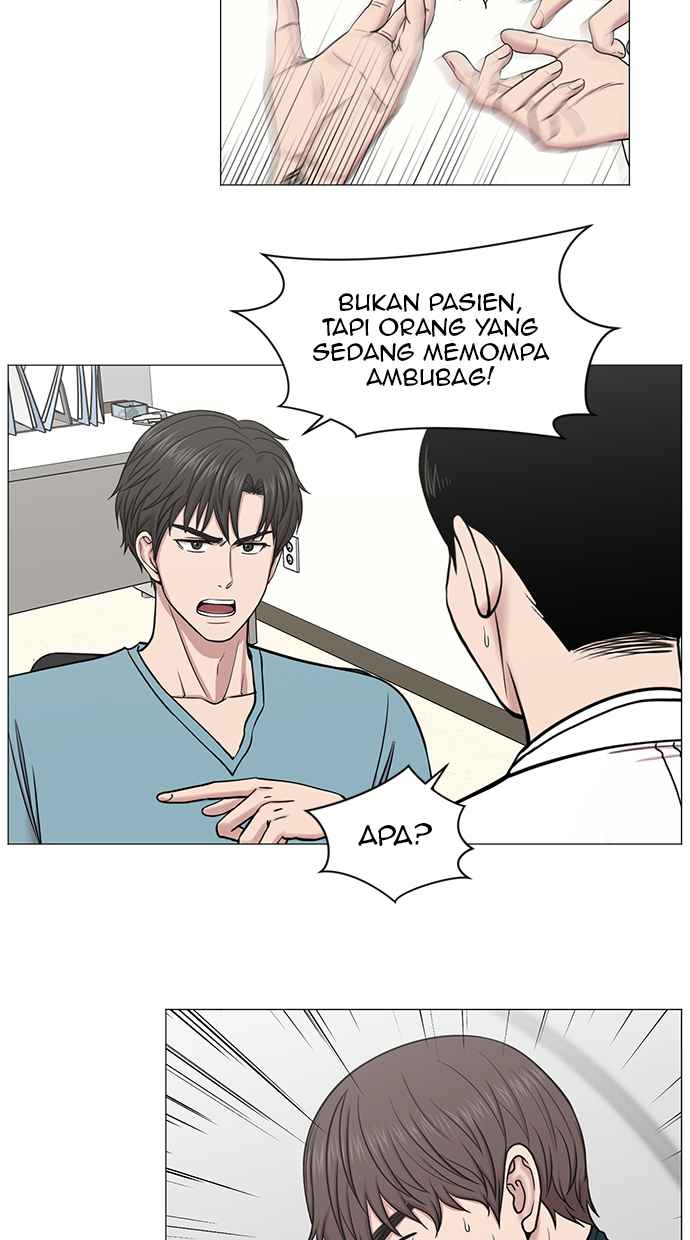 BUKAN PASIEN,
TAPI ORANG YANG
SEDANG MEMOMPA
AMBUBAG!
APA?